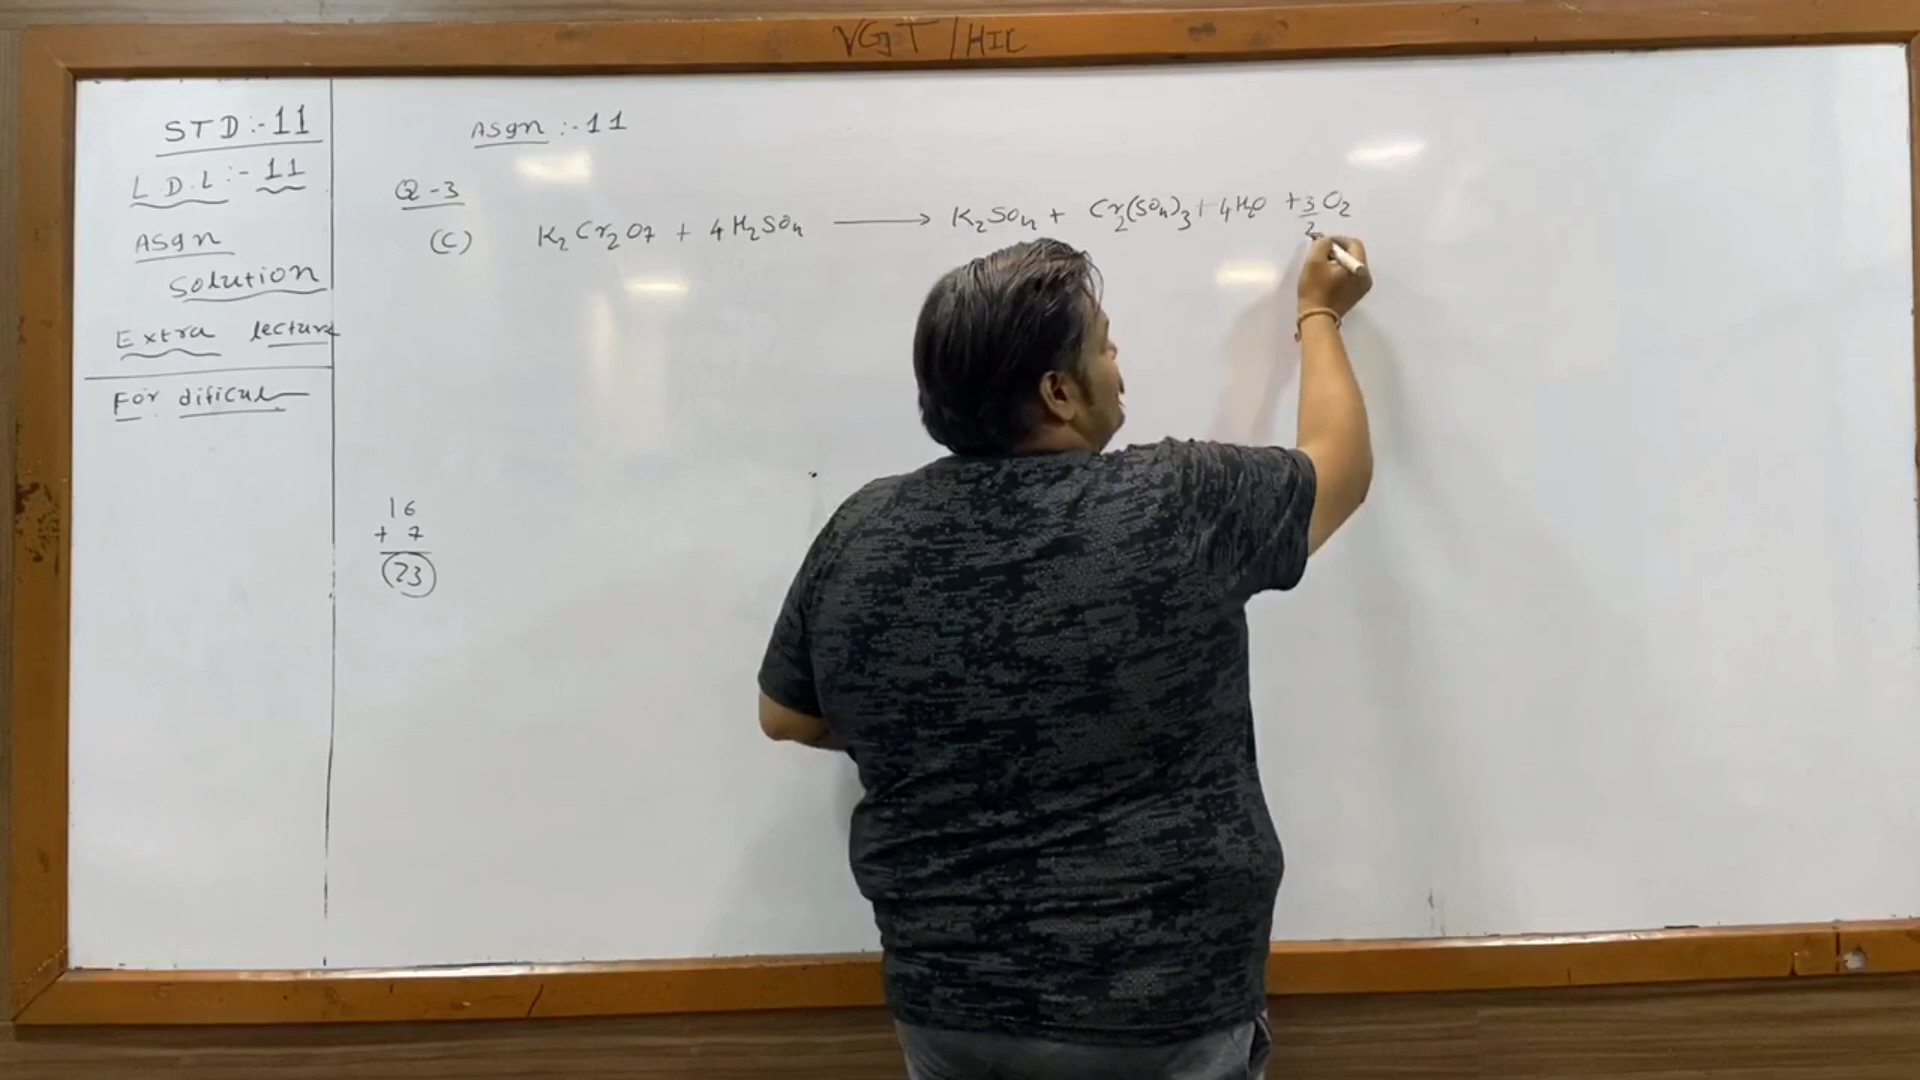 VGT/HIC
STD:-11
L D.L:- 11
Asgn
Solution
Extra lecture
For dificul
Asgn :-11
Q-3
(C) K₂Cr₂O7 + 4H₂SO₄ ⟶ K₂SO₄ + Cr₂(SO₄)₃ + 4H₂O + 3/2 O₂
16
+ 7
23